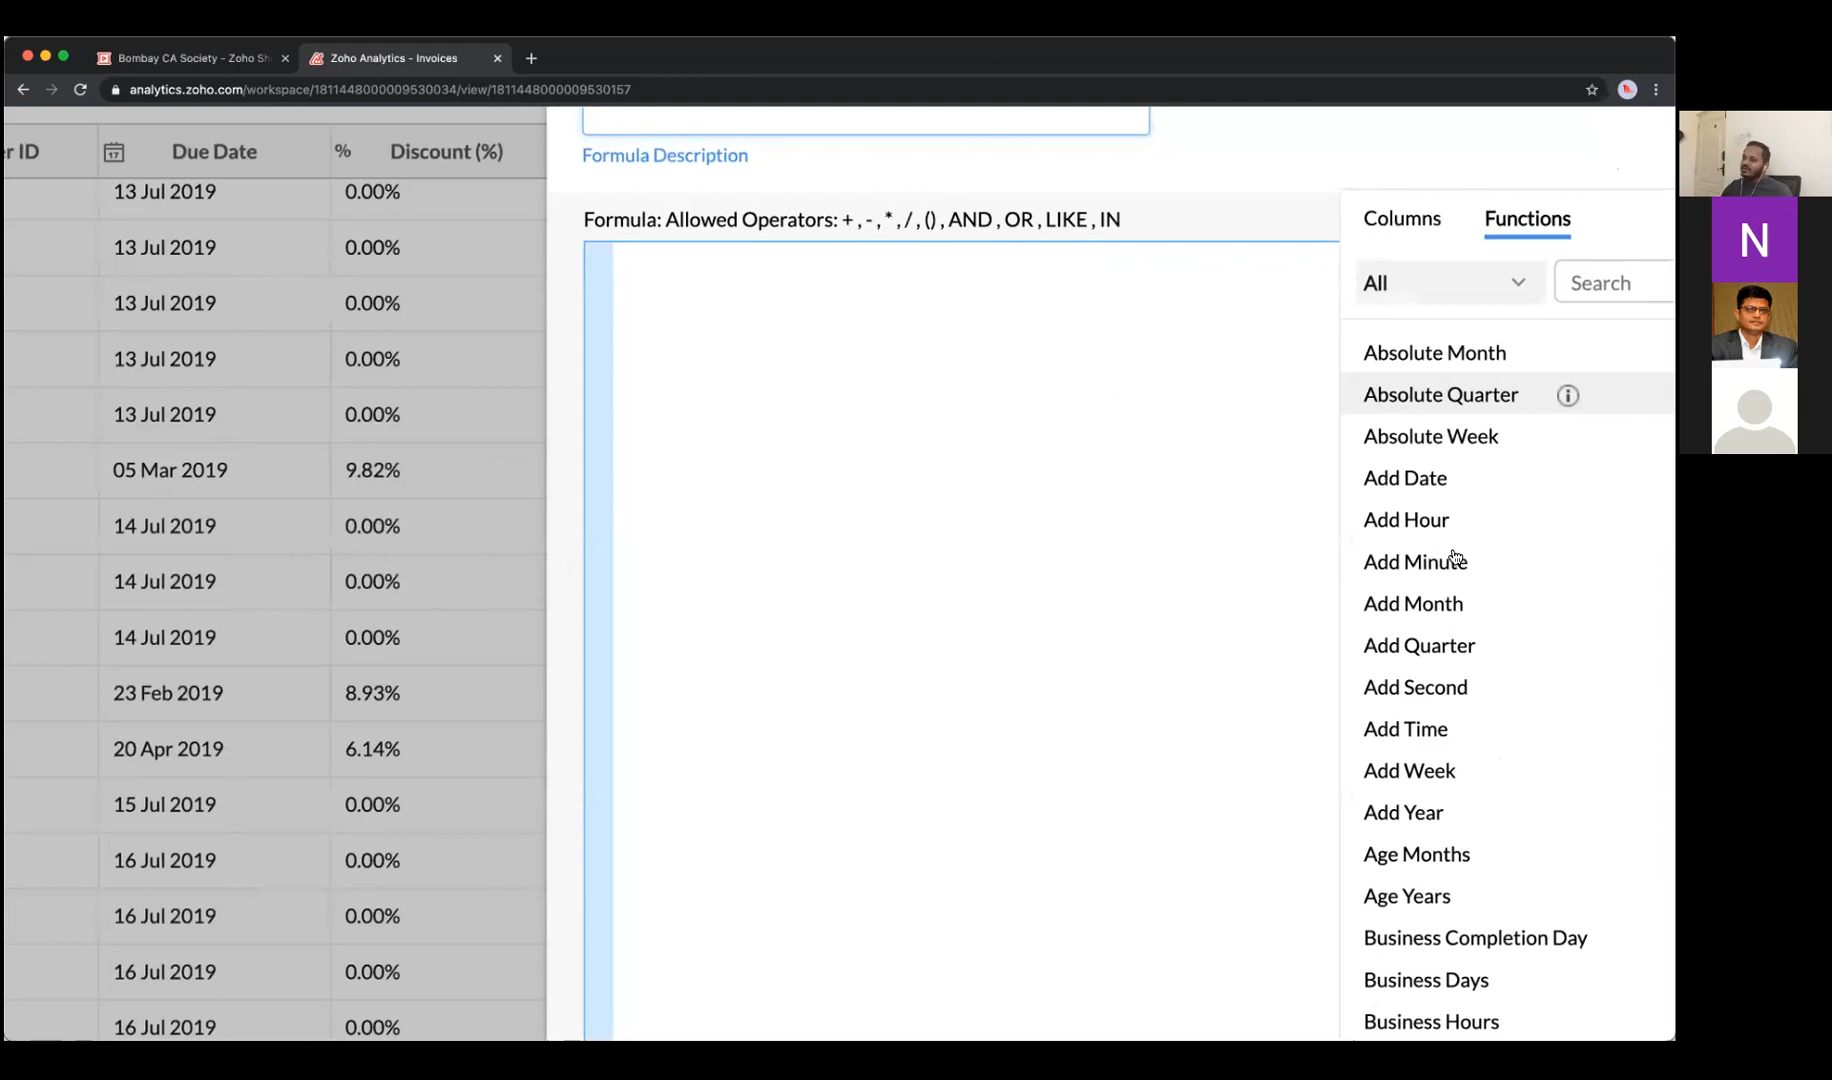 Bombay CA Society - Zoho Sh
Zoho Analytics - Invoices
analytics.zoho.com/workspace/1811448000009530034/view/1811448000009530157
r ID
17
Due Date
%
Discount (%)
13 Jul 2019
0.00%
13 Jul 2019
0.00%
13 Jul 2019
0.00%
13 Jul 2019
0.00%
13 Jul 2019
0.00%
05 Mar 2019
9.82%
14 Jul 2019
0.00%
14 Jul 2019
0.00%
14 Jul 2019
0.00%
23 Feb 2019
8.93%
20 Apr 2019
6.14%
15 Jul 2019
0.00%
16 Jul 2019
0.00%
16 Jul 2019
0.00%
16 Jul 2019
0.00%
16 Jul 2019
0.00%
Formula Description
Formula: Allowed Operators: + , - , * , / , () , AND , OR , LIKE , IN
Columns
Functions
All
Search
Absolute Month
Absolute Quarter
Absolute Week
Add Date
Add Hour
Add Minute
Add Month
Add Quarter
Add Second
Add Time
Add Week
Add Year
Age Months
Age Years
Business Completion Day
Business Days
Business Hours
N